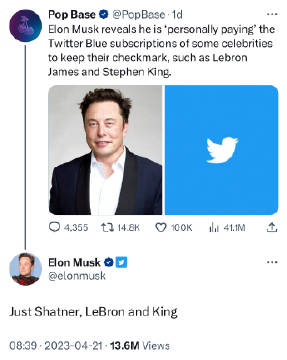 Pop Base @PopBase · 1d
Elon Musk reveals he is 'personally paying' the
Twitter Blue subscriptions of some celebrities
to keep their checkmark, such as Lebron
James and Stephen King.
4,355 14.8K 100K 41.1M
Elon Musk
@elonmusk
Just Shatner, LeBron and King
08:39 · 2023-04-21 · 13.6M Views